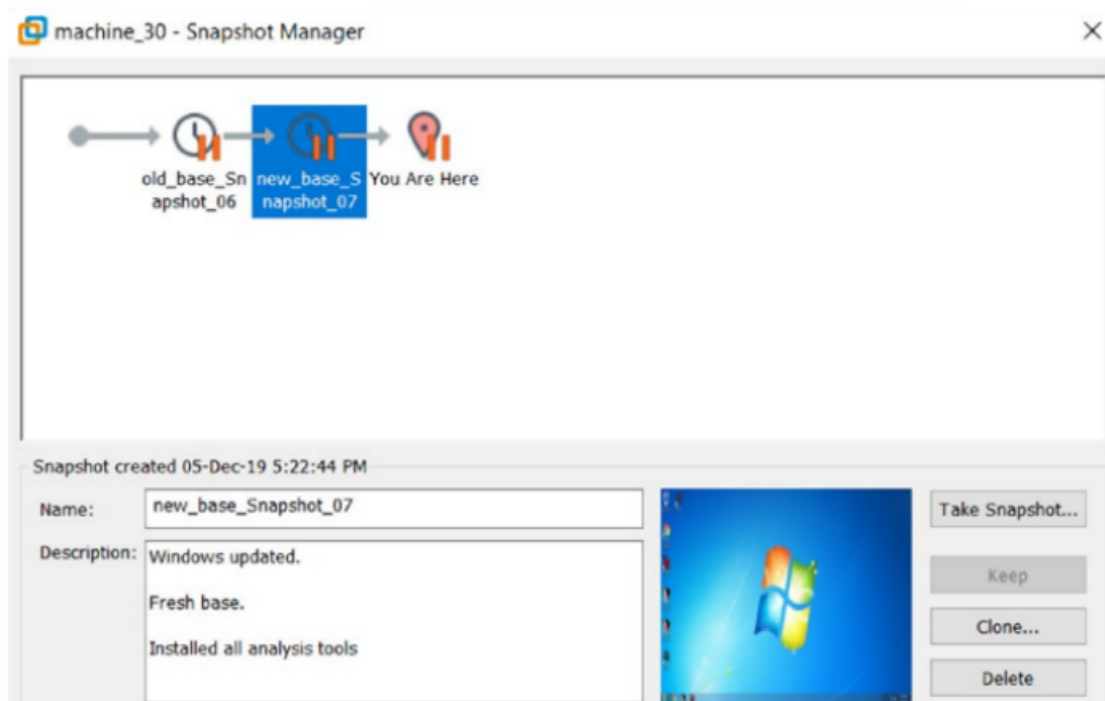 machine_30 - Snapshot Manager
old_base_Sn
apshot_06
new_base_S
napshot_07
You Are Here
Snapshot created 05-Dec-19 5:22:44 PM
Name:
new_base_Snapshot_07
Description:
Windows updated.
Fresh base.
Installed all analysis tools
Take Snapshot...
Keep
Clone...
Delete